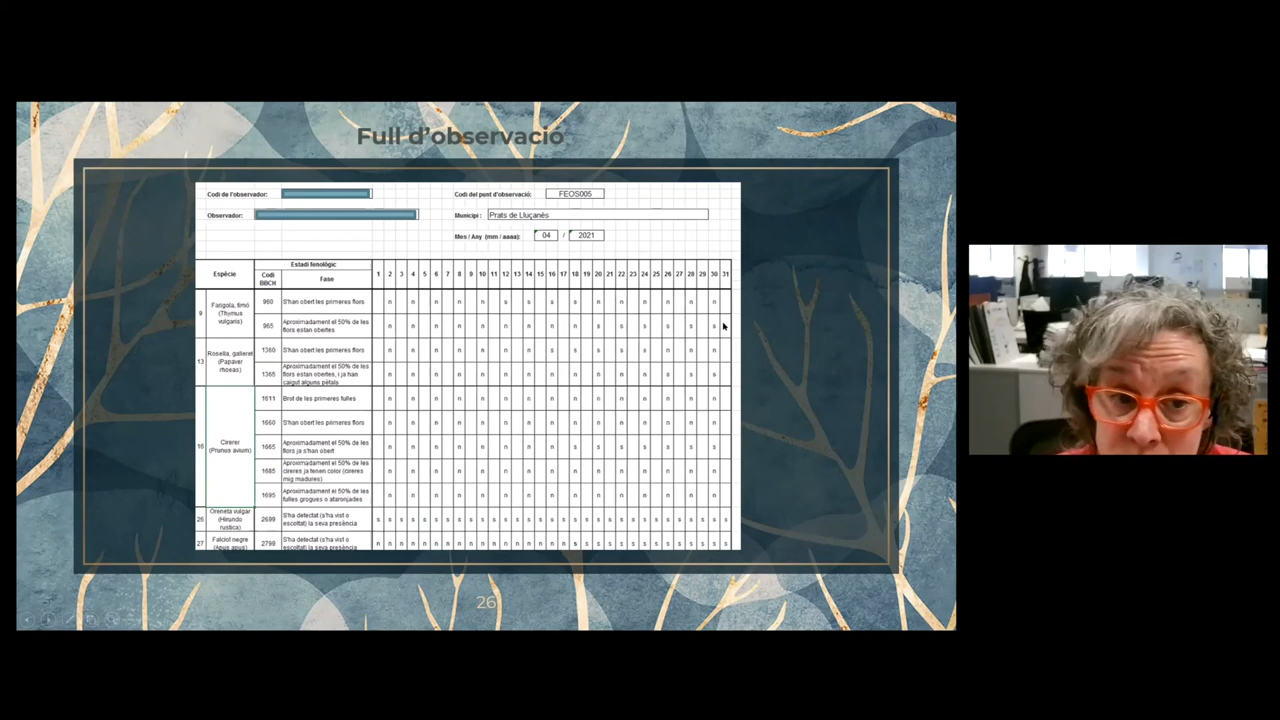 Full d'observació
Codi de l'observador:
Codi del punt d'observació: FEOS005
Observador:
Municipi : Prats de Lluçanès
Mes / Any (mm / aaaa): 04 / 2021
Espècie
Estadi fenològic
Codi BBCH
Fase
1 2 3 4 5 6 7 8 9 10 11 12 13 14 15 16 17 18 19 20 21 22 23 24 25 26 27 28 29 30 31
9
Farigola, timó
(Thymus
vulgaris)
960 S'han obert les primeres flors n n n n n s s s s n n n n n n
965 Aproximadament el 50% de les
flors estan obertes n n n n n n n n n s s s s s s
13
Rosella, gallaret
(Papaver
rhoeas)
1360 S'han obert les primeres flors n n n n n n n s s s s s n n n
1365 Aproximadament el 50% de les
flors estan obertes, i ja han
caigut alguns pètals n n n n n n n n n n n n s s s
16
Cirerer
(Prunus avium)
1611 Brot de les primeres fulles n n n n n n n n n n n n n n n
1660 S'han obert les primeres flors n n n n n n n n n n n n n n n
1665 Aproximadament el 50% de les
flors ja s'han obert
1685 Aproximadament el 50% de les
cireres ja tenen color (cireres
mig madures) n n n n n n n n n n n n n n n
1695 Aproximadament el 50% de les
fulles grogues o ataronjades n n n n n n n n n n n n n n n
26
Oreneta vulgar
(Hirundo
rustica)
2699 S'ha detectat (s'ha vist o
escoltat) la seva presència s s s s s s s s s s s s s s s s s s s s s s s s s s s s s s s
27
Falciot negre
(Apus apus)
2799 S'ha detectat (s'ha vist o
escoltat) la seva presència
26